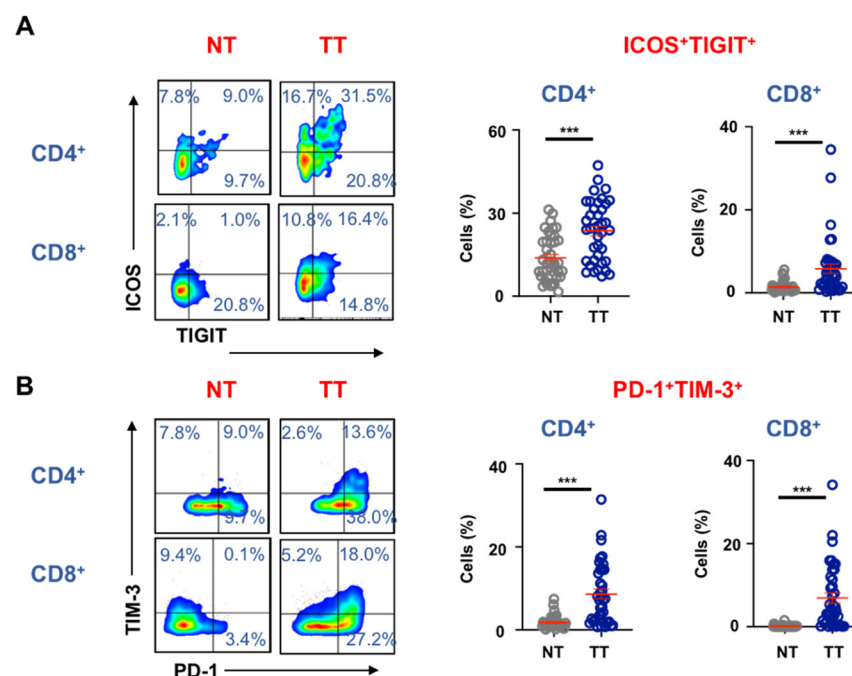 A
NT TT
ICOS⁺TIGIT⁺
CD4⁺
7.8% 9.0%
9.7%
16.7% 31.5%
20.8%
CD8⁺
2.1% 1.0%
20.8%
10.8% 16.4%
14.8%
ICOS
TIGIT
CD4⁺
Cells (%)
60
30
0
***
NT TT
CD8⁺
Cells (%)
40
20
0
***
NT TT
B
NT TT
PD-1⁺TIM-3⁺
CD4⁺
7.8% 9.0%
9.7%
2.6% 13.6%
38.0%
CD8⁺
9.4% 0.1%
3.4%
5.2% 18.0%
27.2%
TIM-3
PD-1
CD4⁺
Cells (%)
40
20
0
***
NT TT
CD8⁺
Cells (%)
40
20
0
***
NT TT